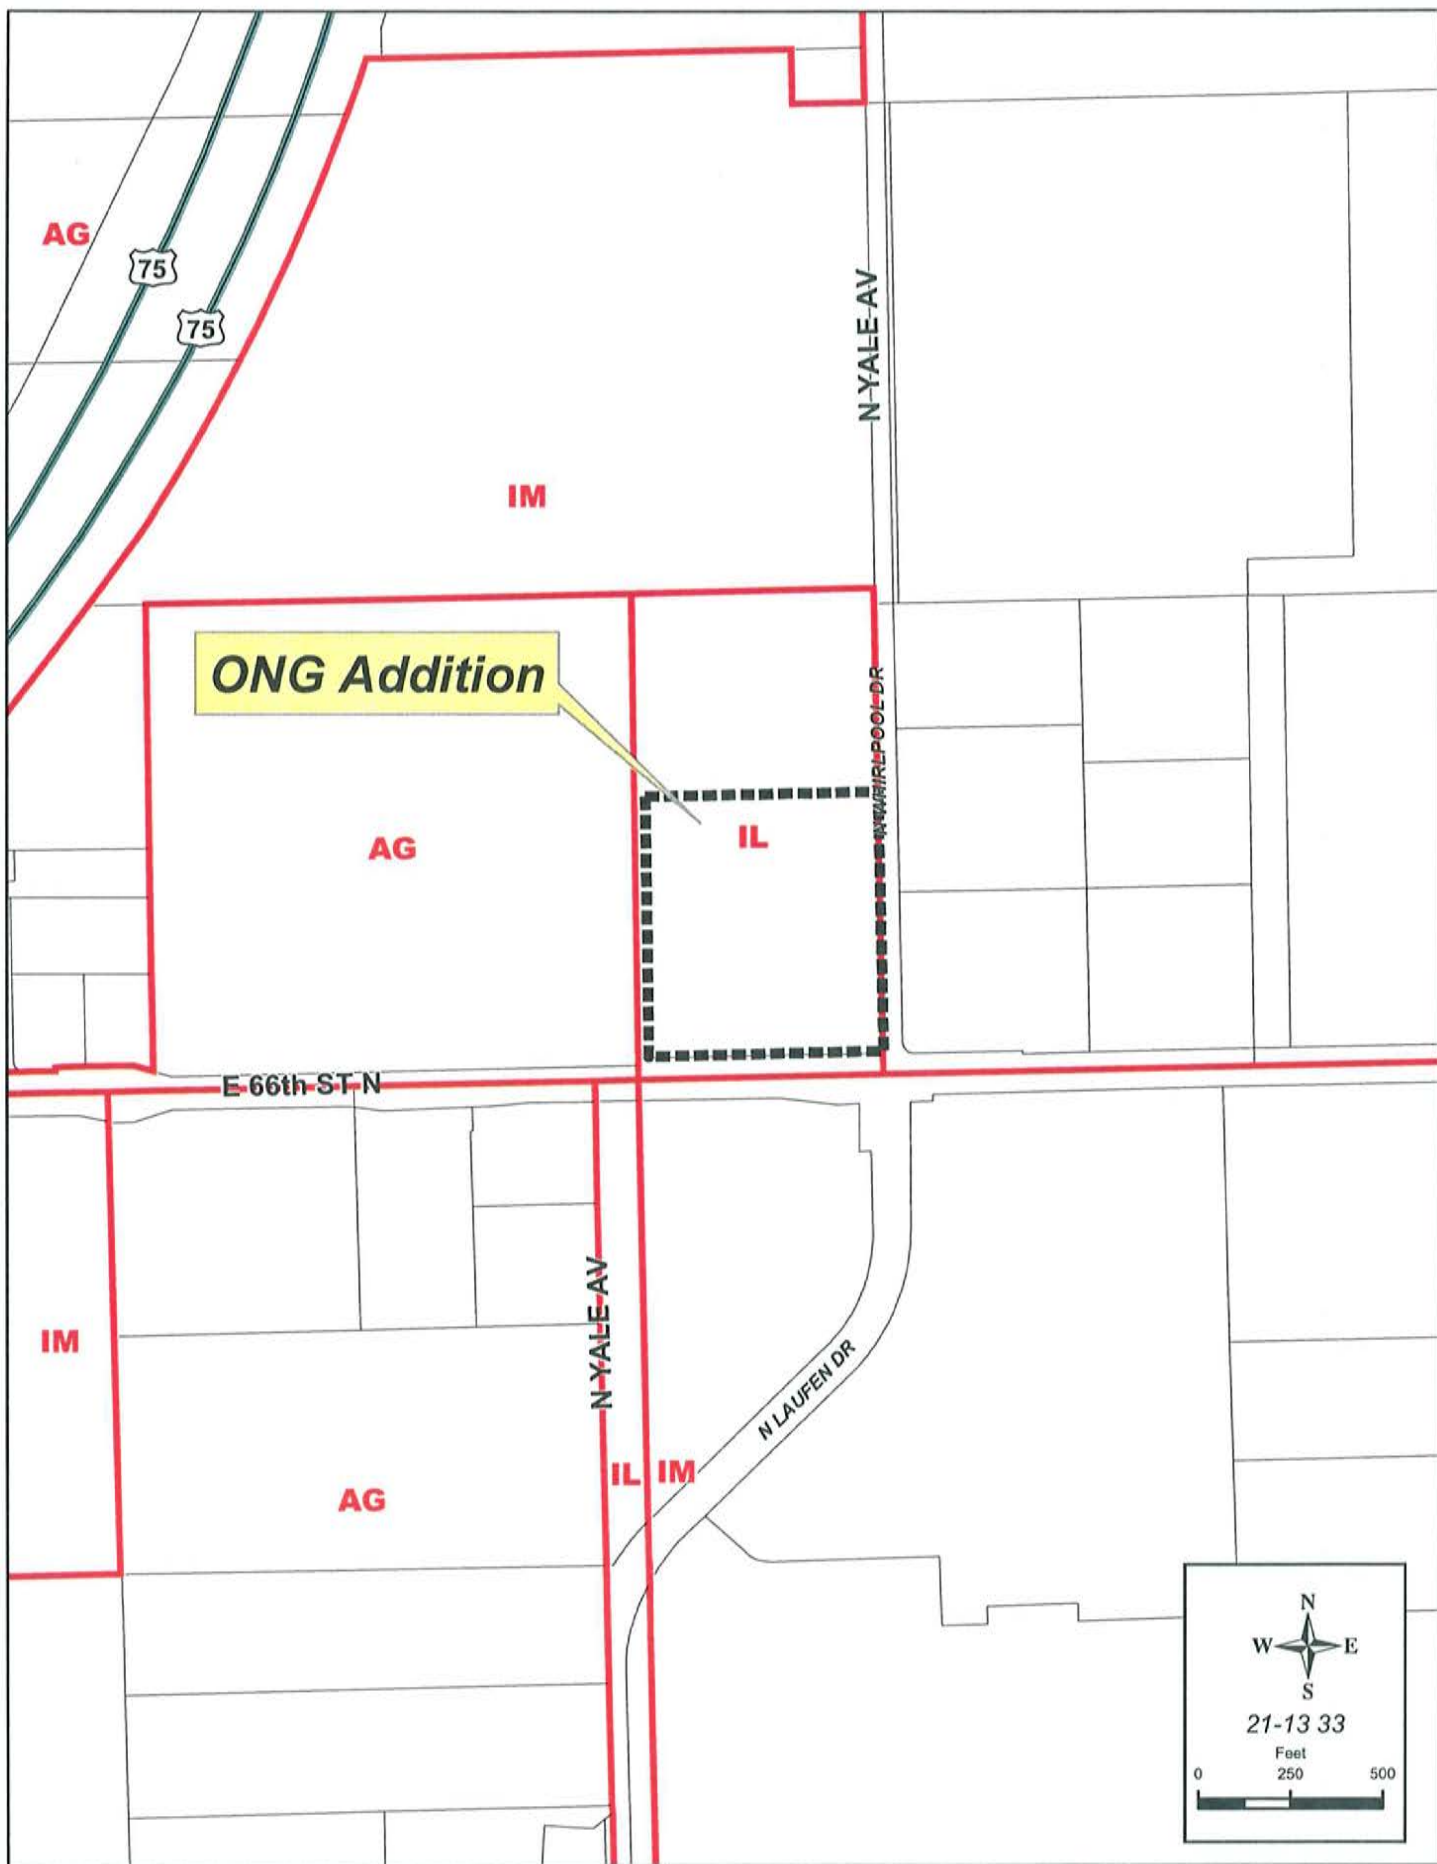 AG
75
75
N YALE AV
IM
ONG Addition
N WHIRLPOOL DR
IL
AG
E 66th ST N
N YALE AV
IM
N LAUFEN DR
IL
IM
AG
N
W E
S
21-13 33
Feet
0 250 500